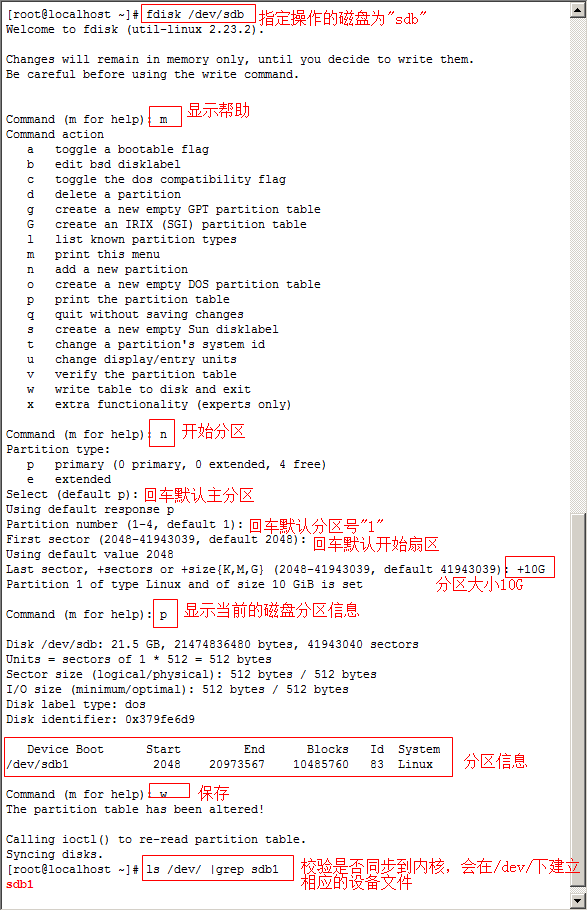 [root@localhost ~]# fdisk /dev/sdb 指定操作的磁盘为"sdb"
Welcome to fdisk (util-linux 2.23.2).
Changes will remain in memory only, until you decide to write them.
Be careful before using the write command.
Command (m for help): m 显示帮助
Command action
a   toggle a bootable flag
b   edit bsd disklabel
c   toggle the dos compatibility flag
d   delete a partition
g   create a new empty GPT partition table
G   create an IRIX (SGI) partition table
l   list known partition types
m   print this menu
n   add a new partition
o   create a new empty DOS partition table
p   print the partition table
q   quit without saving changes
s   create a new empty Sun disklabel
t   change a partition's system id
u   change display/entry units
v   verify the partition table
w   write table to disk and exit
x   extra functionality (experts only)
Command (m for help): n 开始分区
Partition type:
p   primary (0 primary, 0 extended, 4 free)
e   extended
Select (default p): 回车默认主分区
Using default response p
Partition number (1-4, default 1): 回车默认分区号"1"
First sector (2048-41943039, default 2048): 回车默认开始扇区
Using default value 2048
Last sector, +sectors or +size{K,M,G} (2048-41943039, default 41943039): +10G
Partition 1 of type Linux and of size 10 GiB is set 分区大小10G
Command (m for help): p 显示当前的磁盘分区信息
Disk /dev/sdb: 21.5 GB, 21474836480 bytes, 41943040 sectors
Units = sectors of 1 * 512 = 512 bytes
Sector size (logical/physical): 512 bytes / 512 bytes
I/O size (minimum/optimal): 512 bytes / 512 bytes
Disk label type: dos
Disk identifier: 0x379fe6d9
Device Boot      Start         End      Blocks   Id  System
/dev/sdb1            2048    20973567    10485760   83  Linux 分区信息
Command (m for help): w 保存
The partition table has been altered!
Calling ioctl() to re-read partition table.
Syncing disks.
[root@localhost ~]# ls /dev/ |grep sdb1 校验是否同步到内核，会在/dev/下建立
sdb1 相应的设备文件